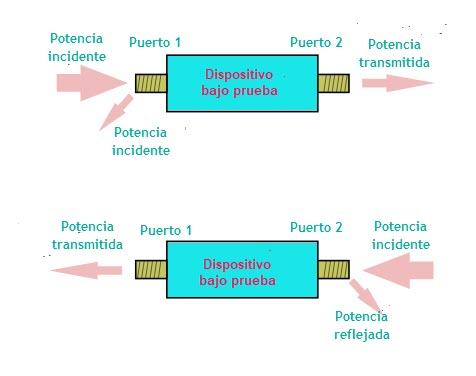 Potencia
incidente
Puerto 1
Puerto 2
Potencia
transmitida
Dispositivo
bajo prueba
Potencia
incidente
Potencia
transmitida
Puerto 1
Puerto 2
Potencia
incidente
Dispositivo
bajo prueba
Potencia
reflejada